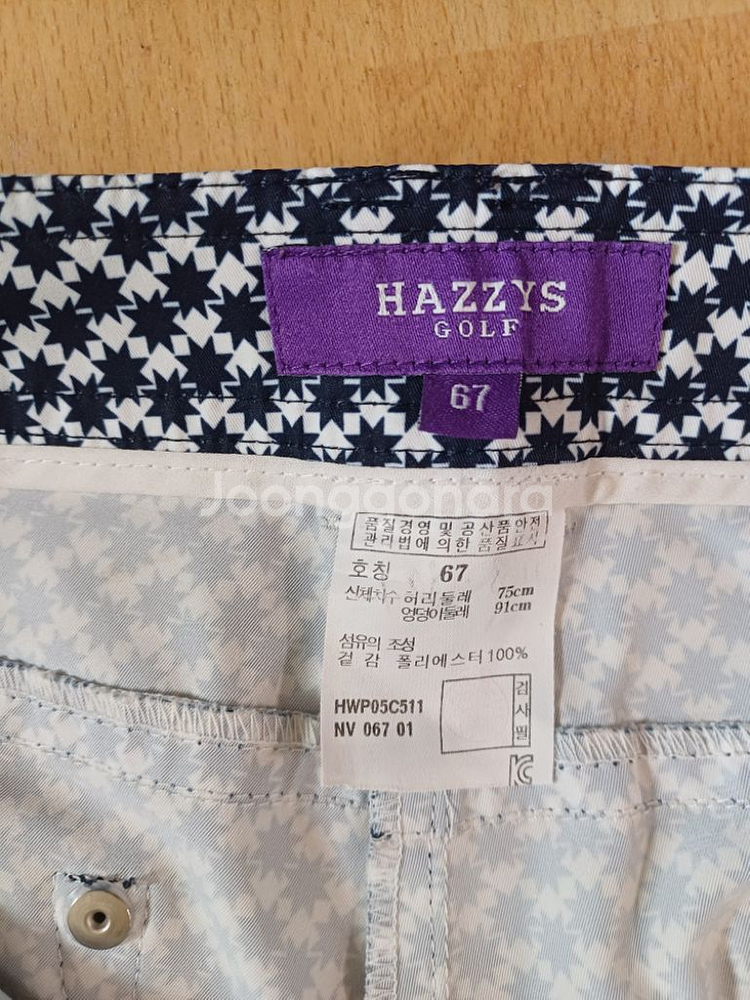 HAZZYS
GOLF
67
Joonggonara
품질경영 및 공산품안전
관리법에 의한 품질표시
호칭 67
신체치수 허리둘레 75cm
엉덩이둘레 91cm
섬유의 조성
겉 감 폴리에스터 100%
HWP05C511
NV 067 01
검
사
필